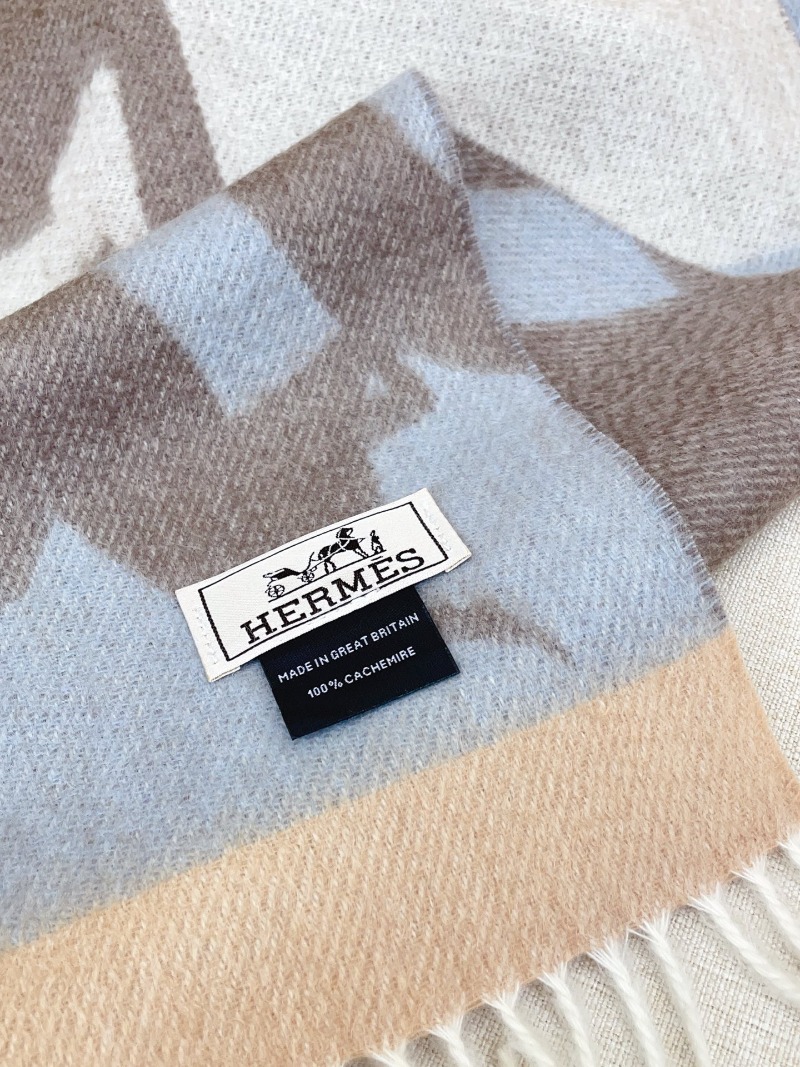 HERMES
MADE IN GREAT BRITAIN
100% CACHEMIRE